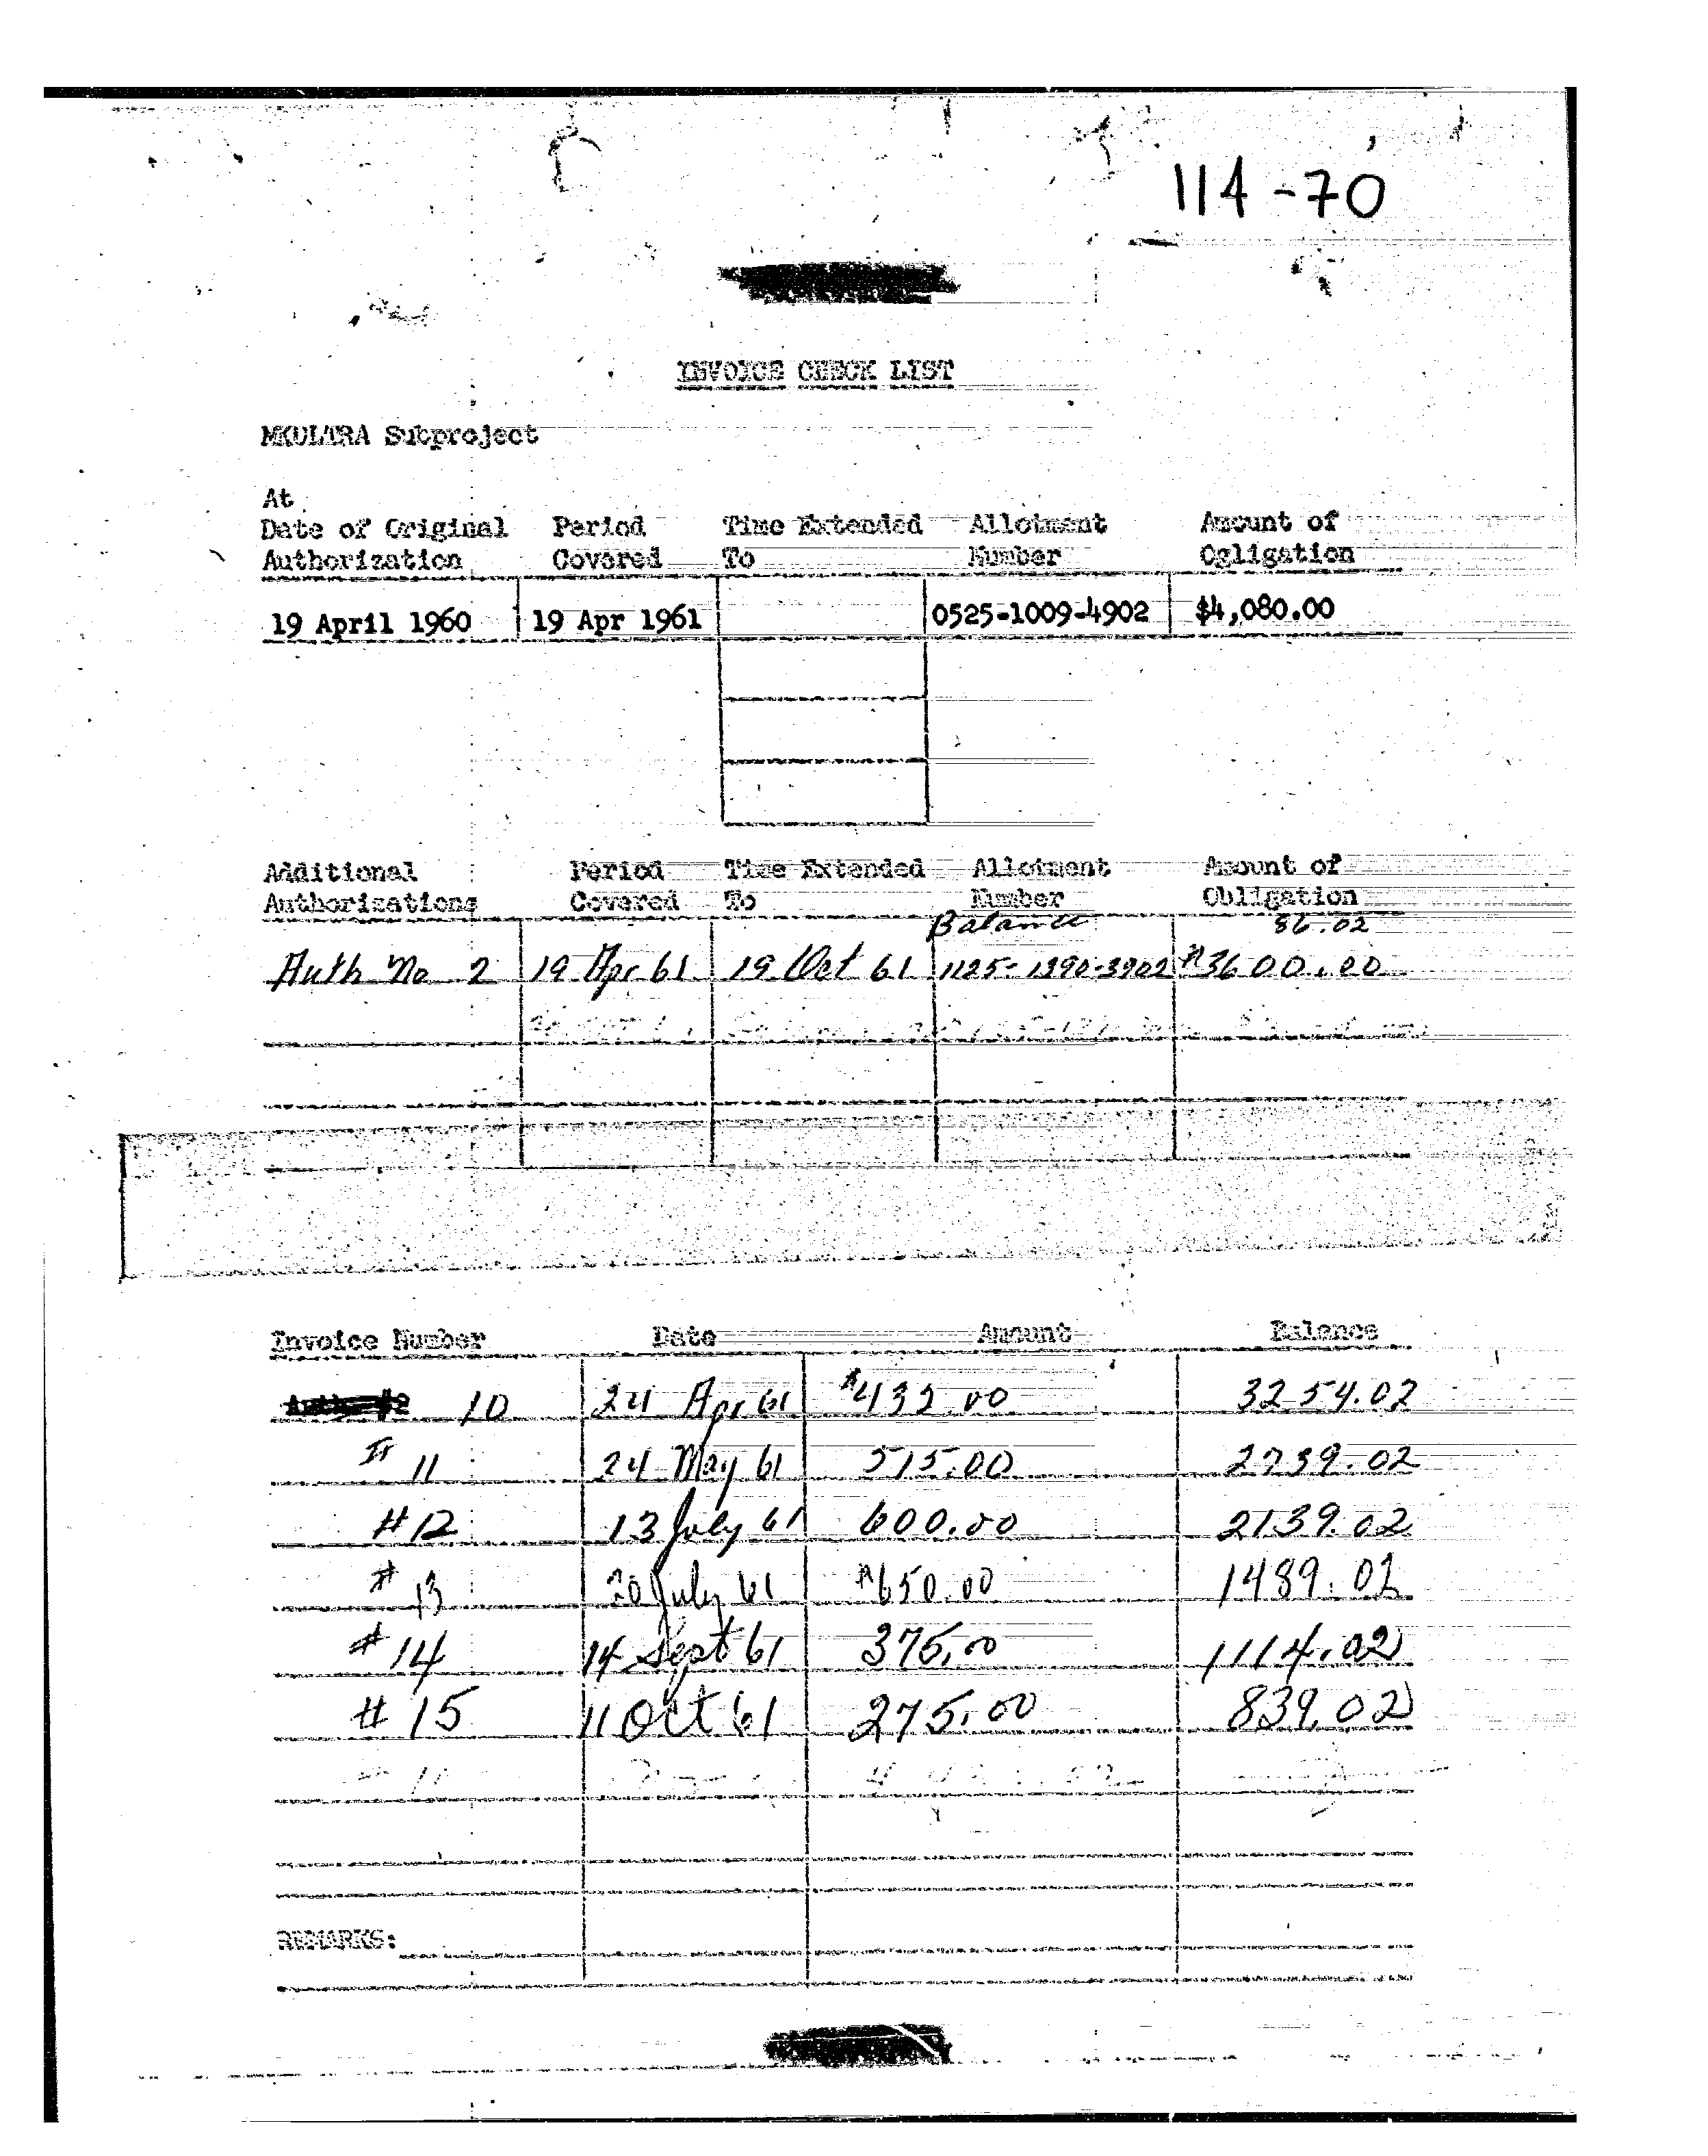 114-70
INVOICE CHECK LIST
MKULTRA Subproject
At
Date of Original Period Time Extended Allotment Amount of
Authorization Covered To Number Ogligation
19 April 1960 19 Apr 1961 0525-1009-4902 $4,080.00
Additional Period Time Extended Allotment Amount of
Authorizations Covered To Number Obligation
Balance 86.02
Auth No 2 19 Apr 61 19 Oct 61 1125-1390-3902 $3600.00
Invoice Number Date Amount Balance
10 24 Apr 61 $432.00 3254.02
# 11 24 May 61 515.00 2739.02
#12 13 July 61 600.00 2139.02
# 13 20 July 61 $650.00 1489.02
# 14 14 Sept 61 375.00 1114.02
# 15 11 Oct 61 275.00 839.02
REMARKS: